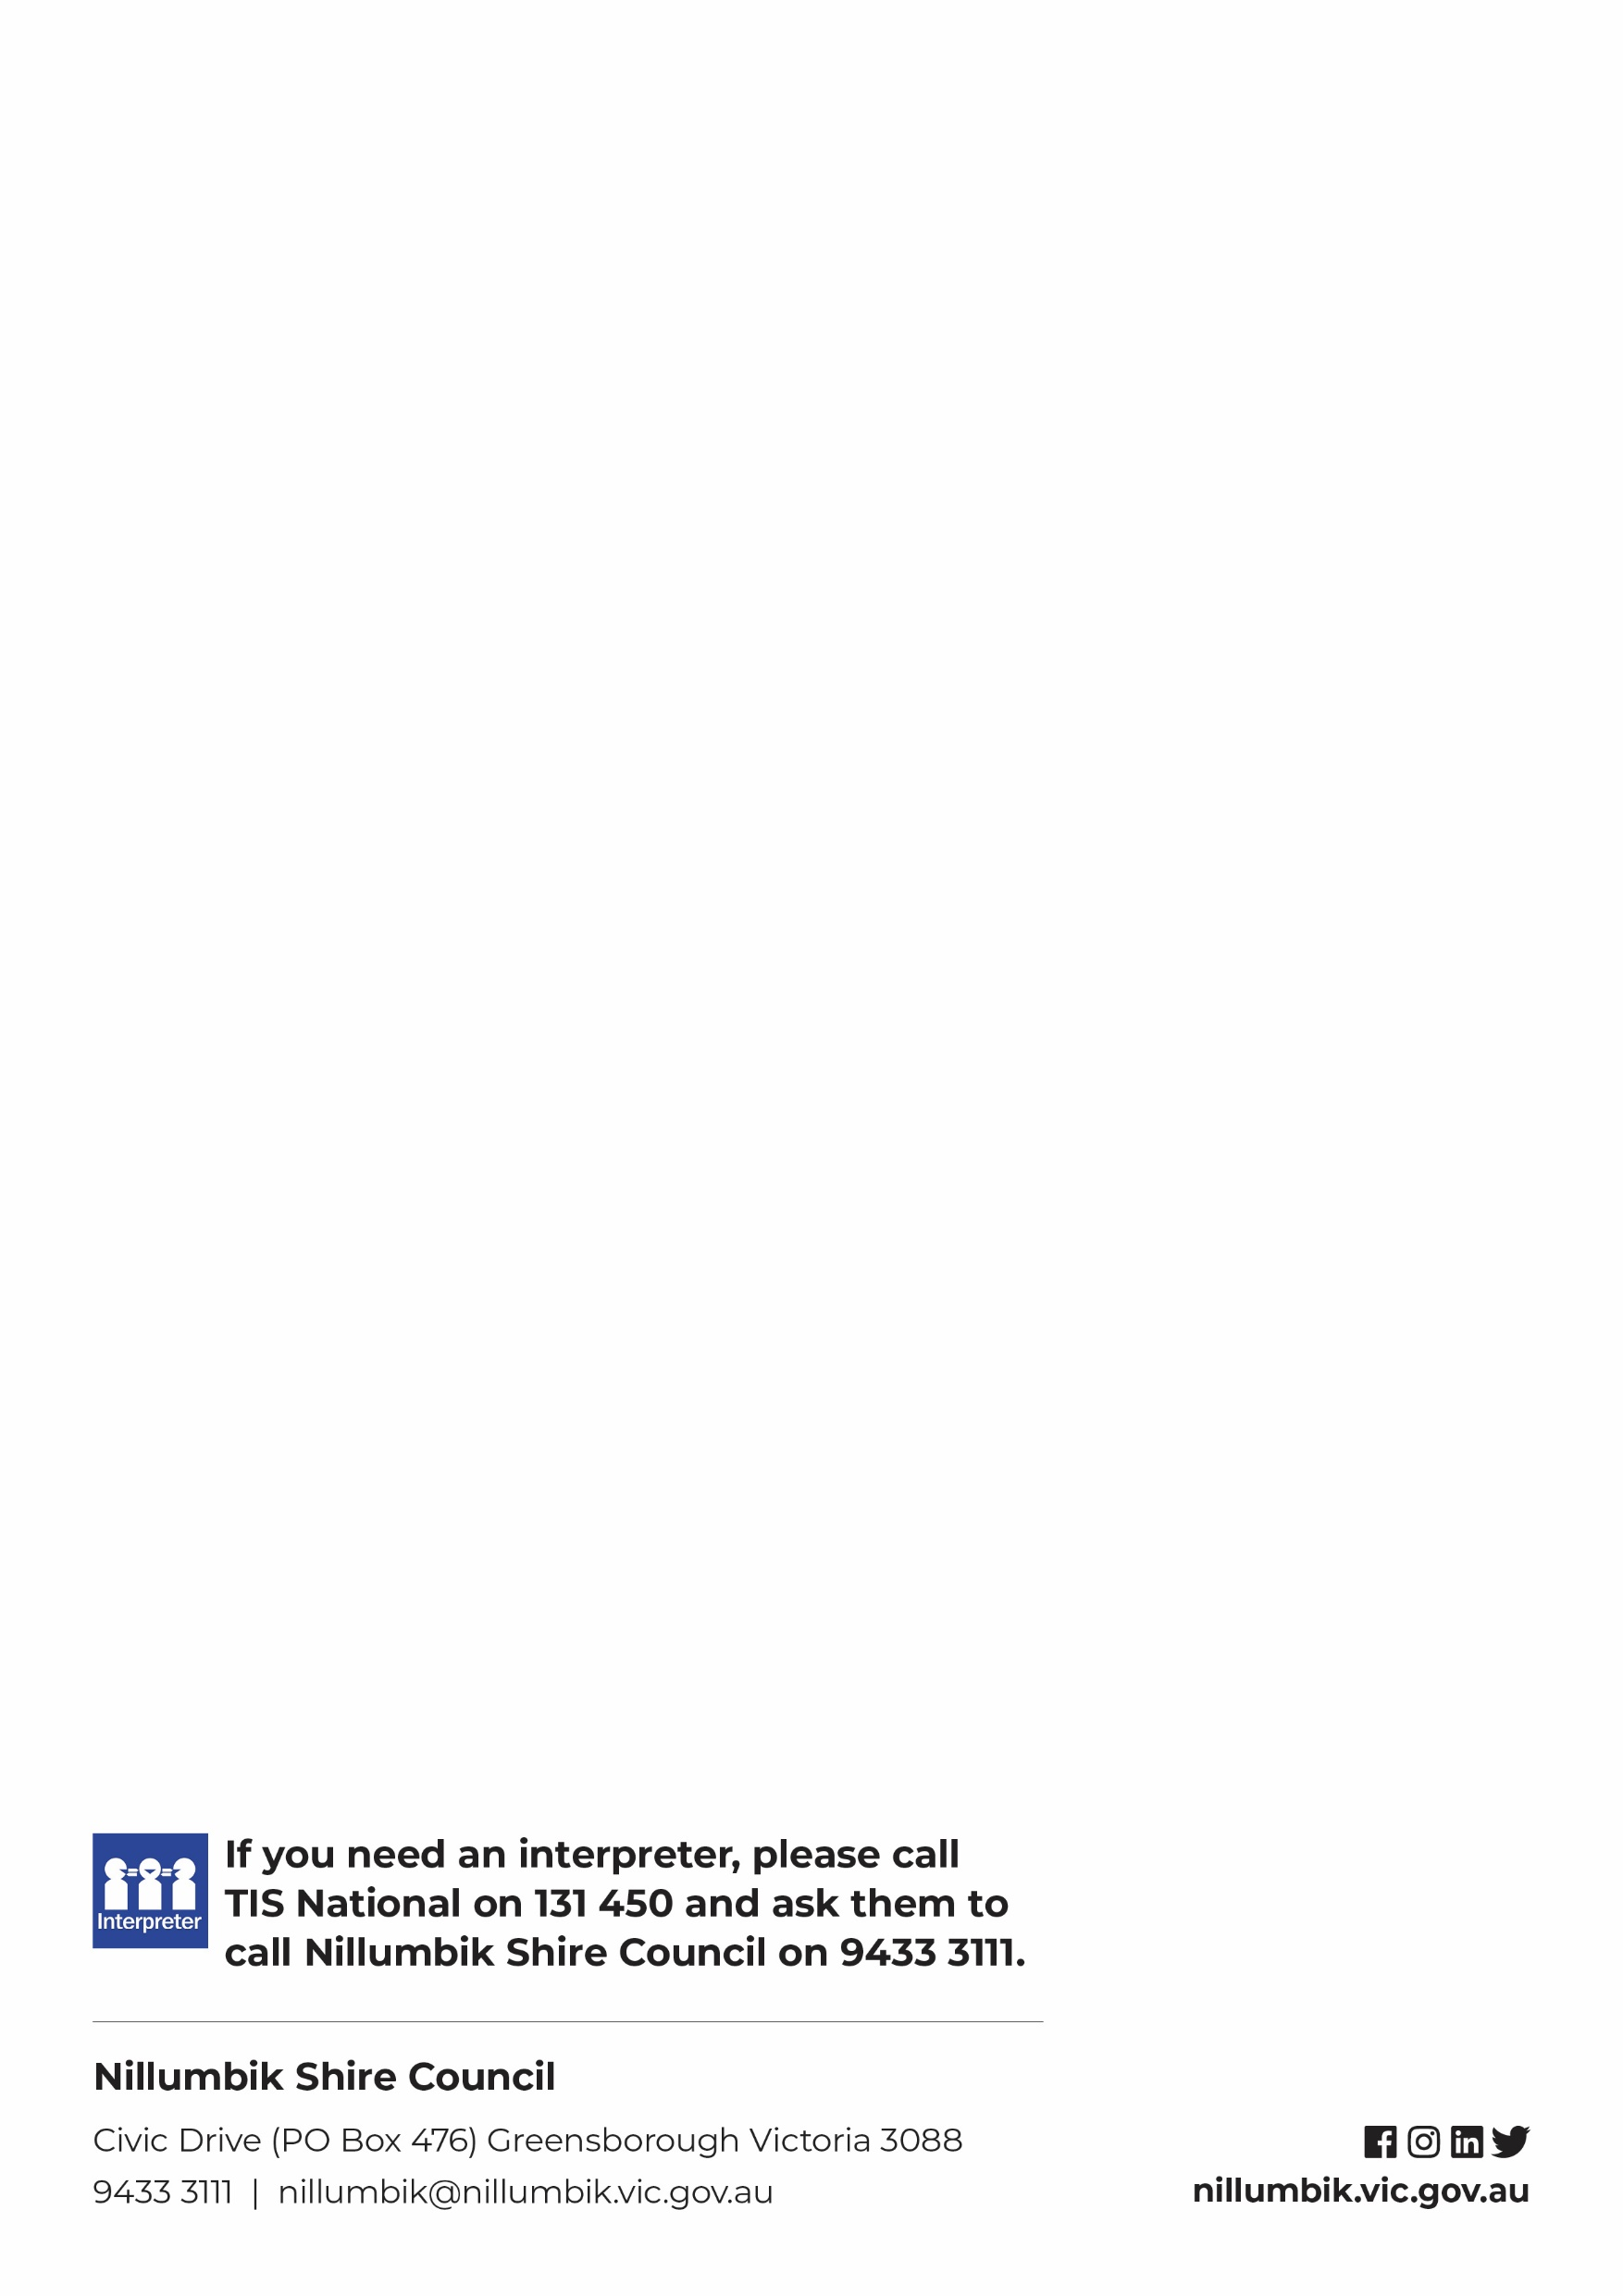 Interpreter
If you need an interpreter, please call
TIS National on 131 450 and ask them to
call Nillumbik Shire Council on 9433 3111.
Nillumbik Shire Council
Civic Drive (PO Box 476) Greensborough Victoria 3088
9433 3111 | nillumbik@nillumbik.vic.gov.au
nillumbik.vic.gov.au